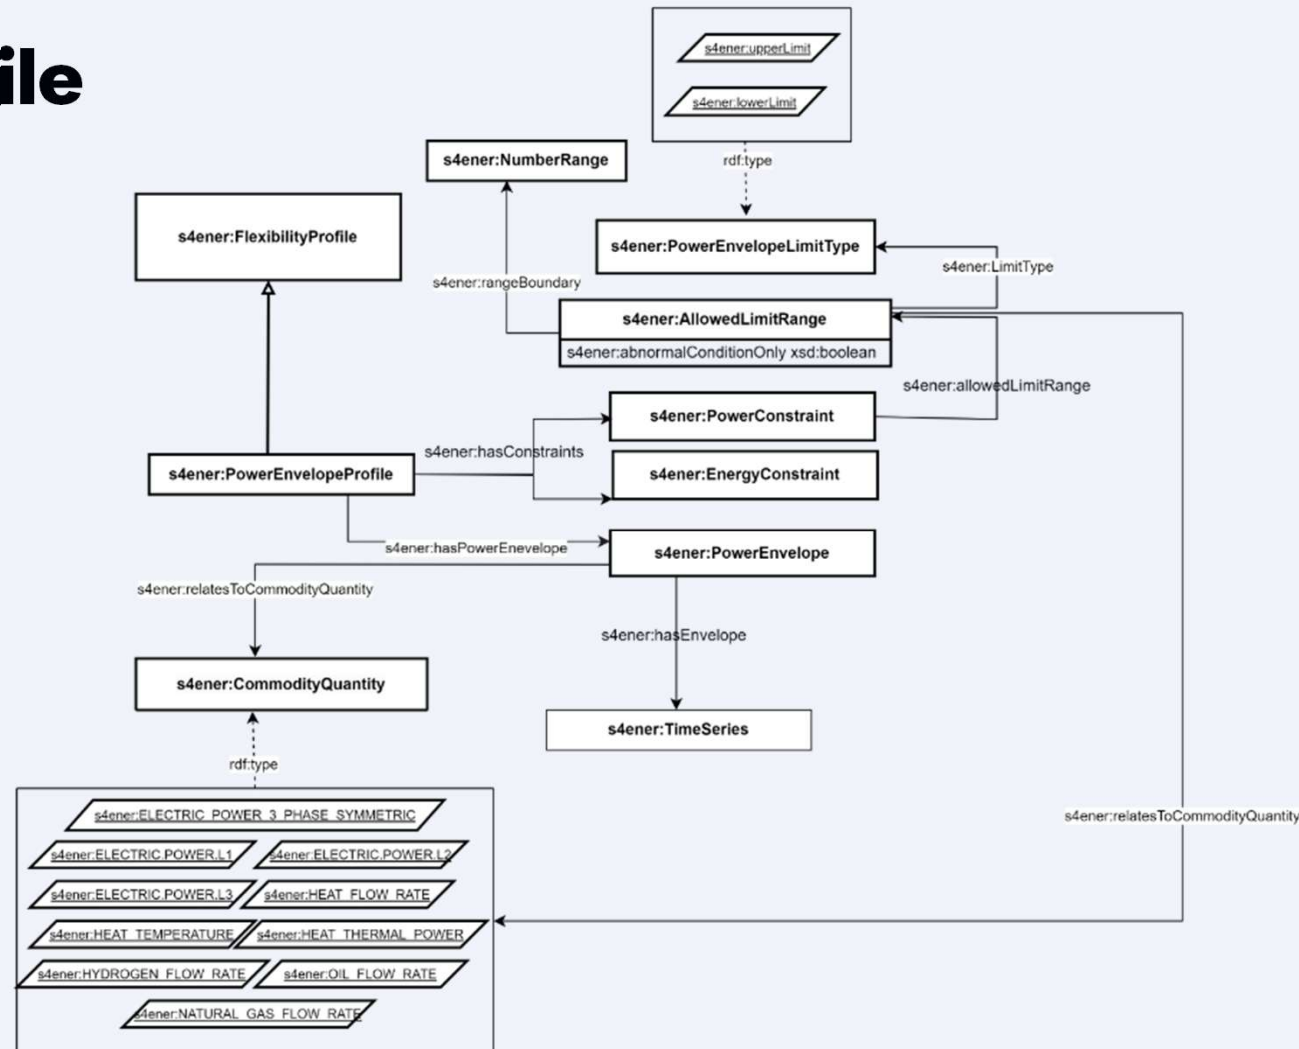 ile
s4ener:upperLimit
s4ener:lowerLimit
rdf:type
s4ener:NumberRange
s4ener:FlexibilityProfile
s4ener:PowerEnvelopeLimitType
s4ener:LimitType
s4ener:rangeBoundary
s4ener:AllowedLimitRange
s4ener:abnormalConditionOnly xsd:boolean
s4ener:allowedLimitRange
s4ener:PowerConstraint
s4ener:hasConstraints
s4ener:PowerEnvelopeProfile
s4ener:EnergyConstraint
s4ener:hasPowerEnevelope
s4ener:PowerEnvelope
s4ener:relatesToCommodityQuantity
s4ener:hasEnvelope
s4ener:CommodityQuantity
s4ener:TimeSeries
rdf:type
s4ener:ELECTRIC_POWER_3_PHASE_SYMMETRIC
s4ener:relatesToCommodityQuantity
s4ener:ELECTRIC.POWER.L1
s4ener:ELECTRIC.POWER.L2
s4ener:ELECTRIC.POWER.L3
s4ener:HEAT_FLOW_RATE
s4ener:HEAT_TEMPERATURE
s4ener:HEAT_THERMAL_POWER
s4ener:HYDROGEN_FLOW_RATE
s4ener:OIL_FLOW_RATE
s4ener:NATURAL_GAS_FLOW_RATE